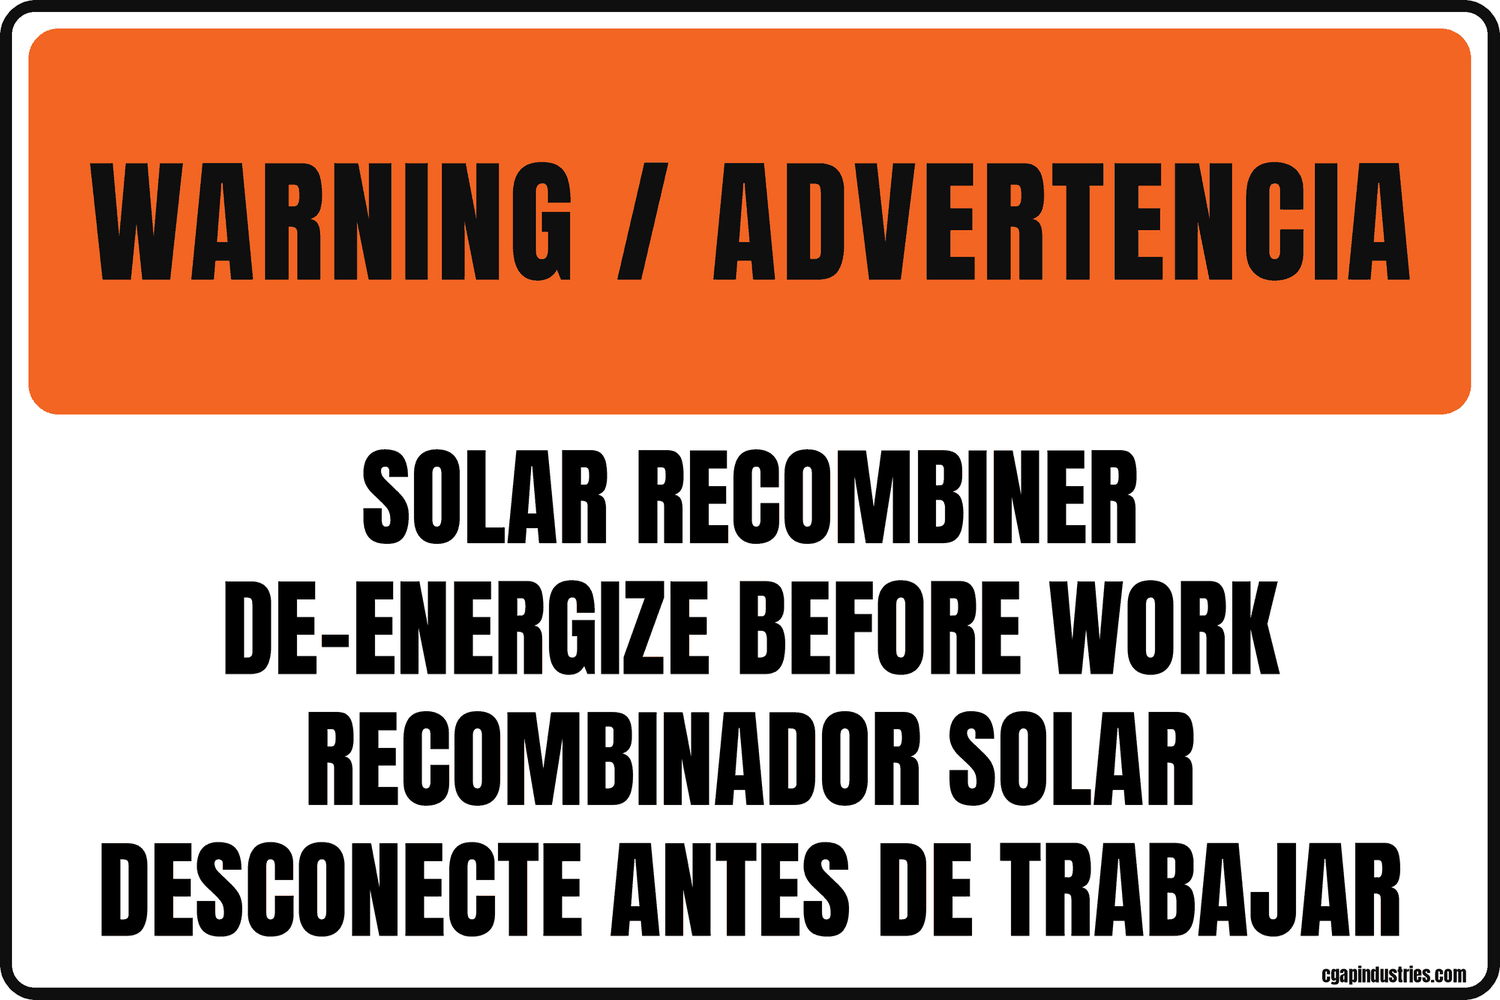 WARNING / ADVERTENCIA
SOLAR RECOMBINER
DE-ENERGIZE BEFORE WORK
RECOMBINADOR SOLAR
DESCONECTE ANTES DE TRABAJAR
cgapindustries.com